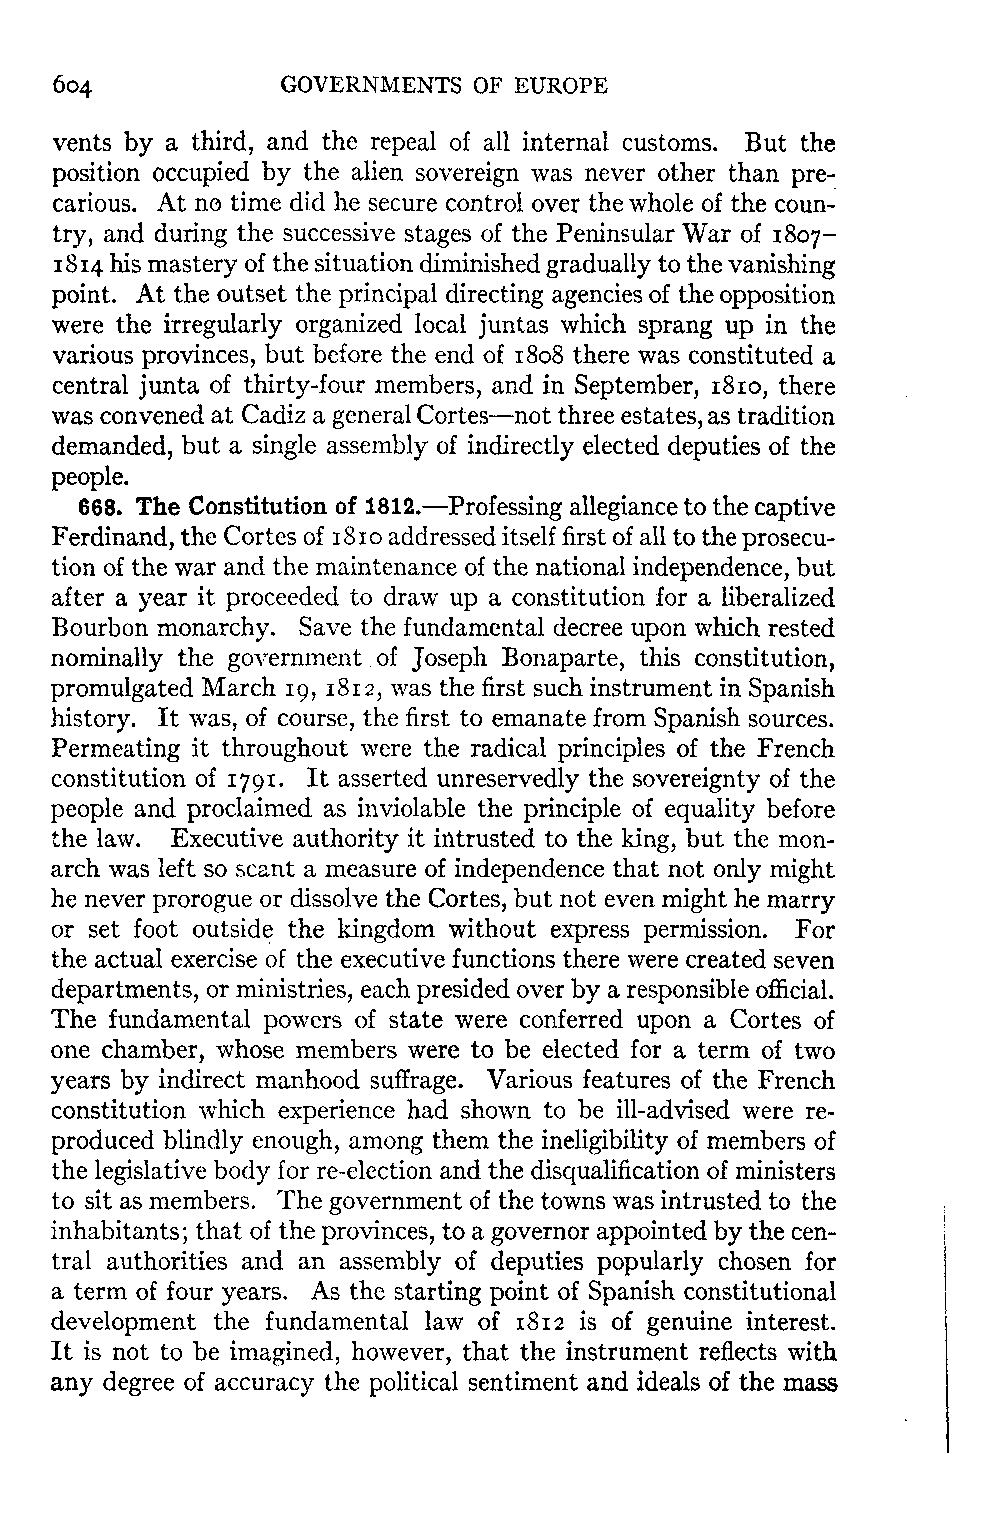 604 GOVERNMENTS OF EUROPE
vents by a third, and the repeal of all internal customs. But the
position occupied by the alien sovereign was never other than pre-
carious. At no time did he secure control over the whole of the coun-
try, and during the successive stages of the Peninsular War of 1807–
1814 his mastery of the situation diminished gradually to the vanishing
point. At the outset the principal directing agencies of the opposition
were the irregularly organized local juntas which sprang up in the
various provinces, but before the end of 1808 there was constituted a
central junta of thirty-four members, and in September, 1810, there
was convened at Cadiz a general Cortes—not three estates, as tradition
demanded, but a single assembly of indirectly elected deputies of the
people.
668. The Constitution of 1812.—Professing allegiance to the captive
Ferdinand, the Cortes of 1810 addressed itself first of all to the prosecu-
tion of the war and the maintenance of the national independence, but
after a year it proceeded to draw up a constitution for a liberalized
Bourbon monarchy. Save the fundamental decree upon which rested
nominally the government of Joseph Bonaparte, this constitution,
promulgated March 19, 1812, was the first such instrument in Spanish
history. It was, of course, the first to emanate from Spanish sources.
Permeating it throughout were the radical principles of the French
constitution of 1791. It asserted unreservedly the sovereignty of the
people and proclaimed as inviolable the principle of equality before
the law. Executive authority it intrusted to the king, but the mon-
arch was left so scant a measure of independence that not only might
he never prorogue or dissolve the Cortes, but not even might he marry
or set foot outside the kingdom without express permission. For
the actual exercise of the executive functions there were created seven
departments, or ministries, each presided over by a responsible official.
The fundamental powers of state were conferred upon a Cortes of
one chamber, whose members were to be elected for a term of two
years by indirect manhood suffrage. Various features of the French
constitution which experience had shown to be ill-advised were re-
produced blindly enough, among them the ineligibility of members of
the legislative body for re-election and the disqualification of ministers
to sit as members. The government of the towns was intrusted to the
inhabitants; that of the provinces, to a governor appointed by the cen-
tral authorities and an assembly of deputies popularly chosen for
a term of four years. As the starting point of Spanish constitutional
development the fundamental law of 1812 is of genuine interest.
It is not to be imagined, however, that the instrument reflects with
any degree of accuracy the political sentiment and ideals of the mass